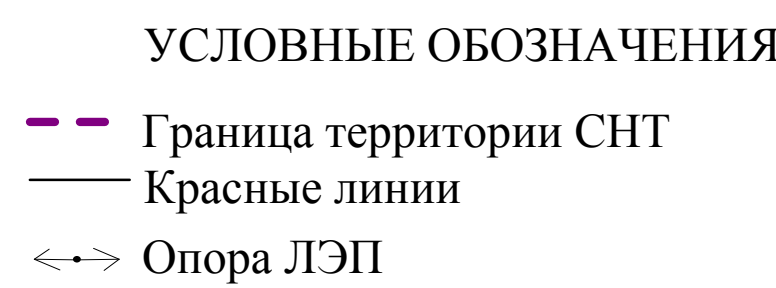 УСЛОВНЫЕ ОБОЗНАЧЕНИЯ
Граница территории СНТ
Красные линии
Опора ЛЭП